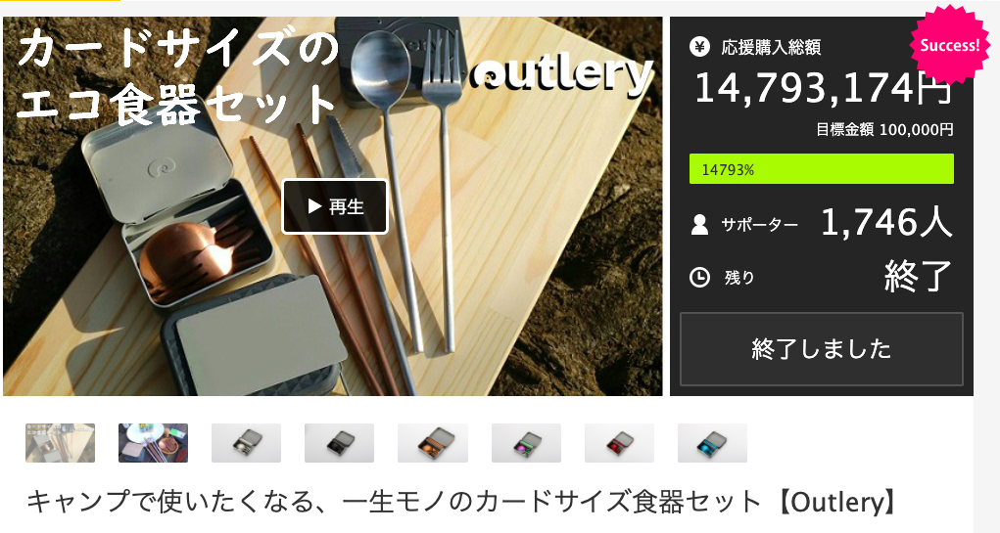 カードサイズの
エコ食器セット
outlery
再生
Success!
応援購入総額
14,793,174円
目標金額 100,000円
14793%
サポーター 1,746人
残り 終了
終了しました
キャンプで使いたくなる、一生モノのカードサイズ食器セット【Outlery】